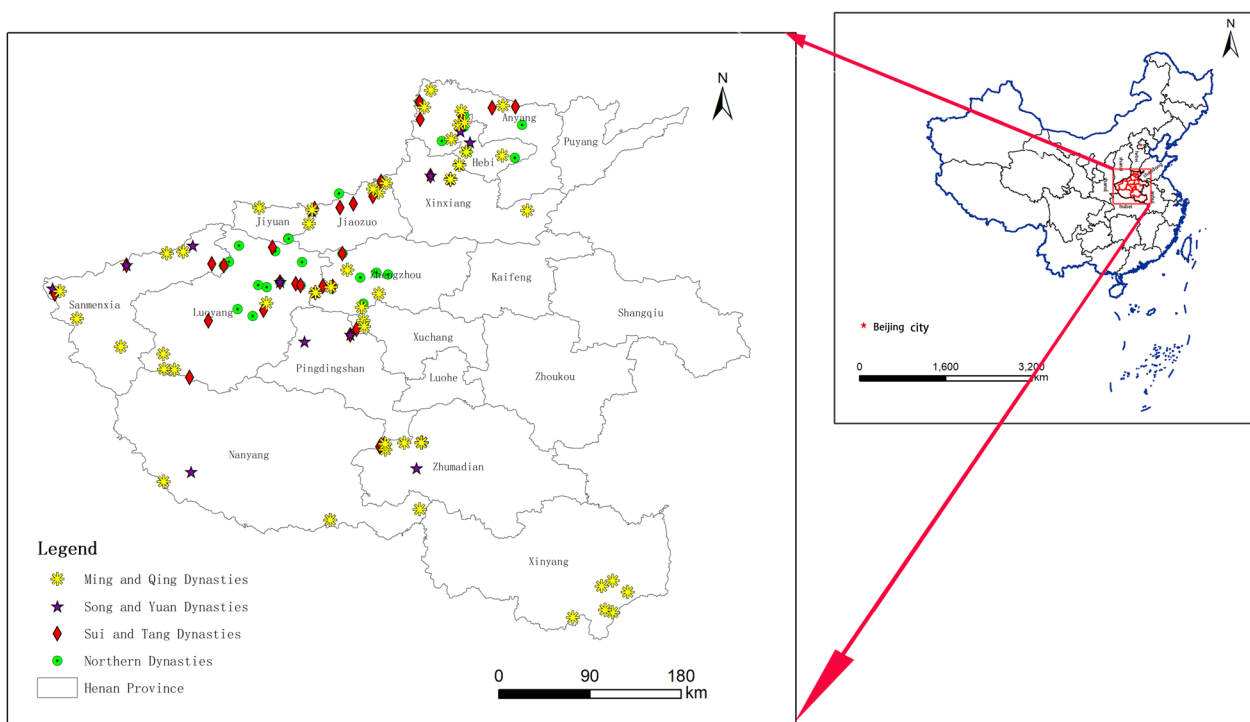 N
Anyang
Puyang
Hebi
Xinxiang
Jiyuan
Jiaozuo
Zhengzhou
Kaifeng
Sanmenxia
Luoyang
Shangqiu
Xuchang
Pingdingshan
Luohe
Zhoukou
Nanyang
Zhumadian
Xinyang
Legend
Ming and Qing Dynasties
Song and Yuan Dynasties
Sui and Tang Dynasties
Northern Dynasties
Henan Province
0 90 180
km
N
Beijing city
0 1,600 3,200
km